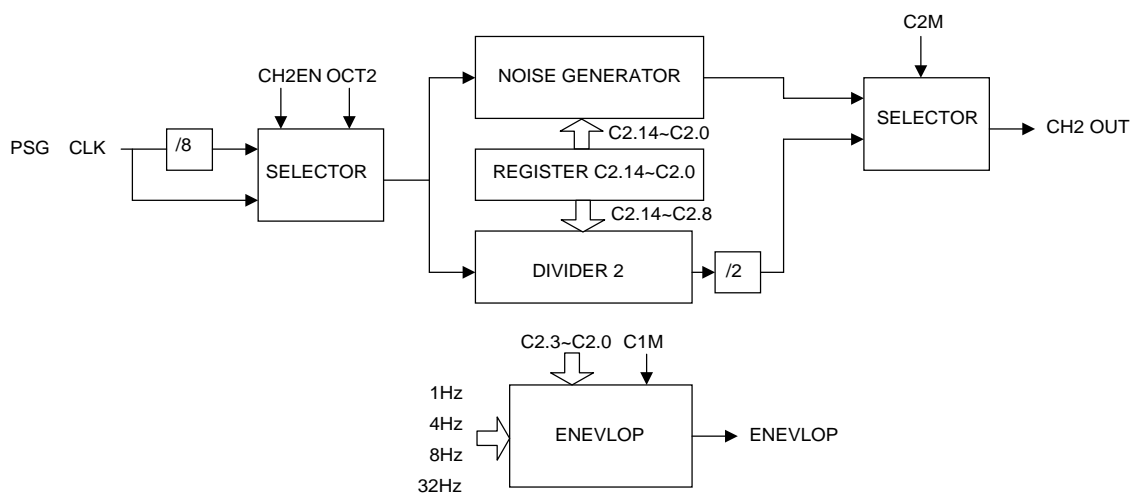 C2M
CH2EN OCT2
NOISE GENERATOR
SELECTOR
CH2 OUT
C2.14~C2.0
PSG CLK
/8
SELECTOR
REGISTER C2.14~C2.0
C2.14~C2.8
DIVIDER 2
/2
C2.3~C2.0
C1M
1Hz
4Hz
8Hz
32Hz
ENEVLOP
ENEVLOP